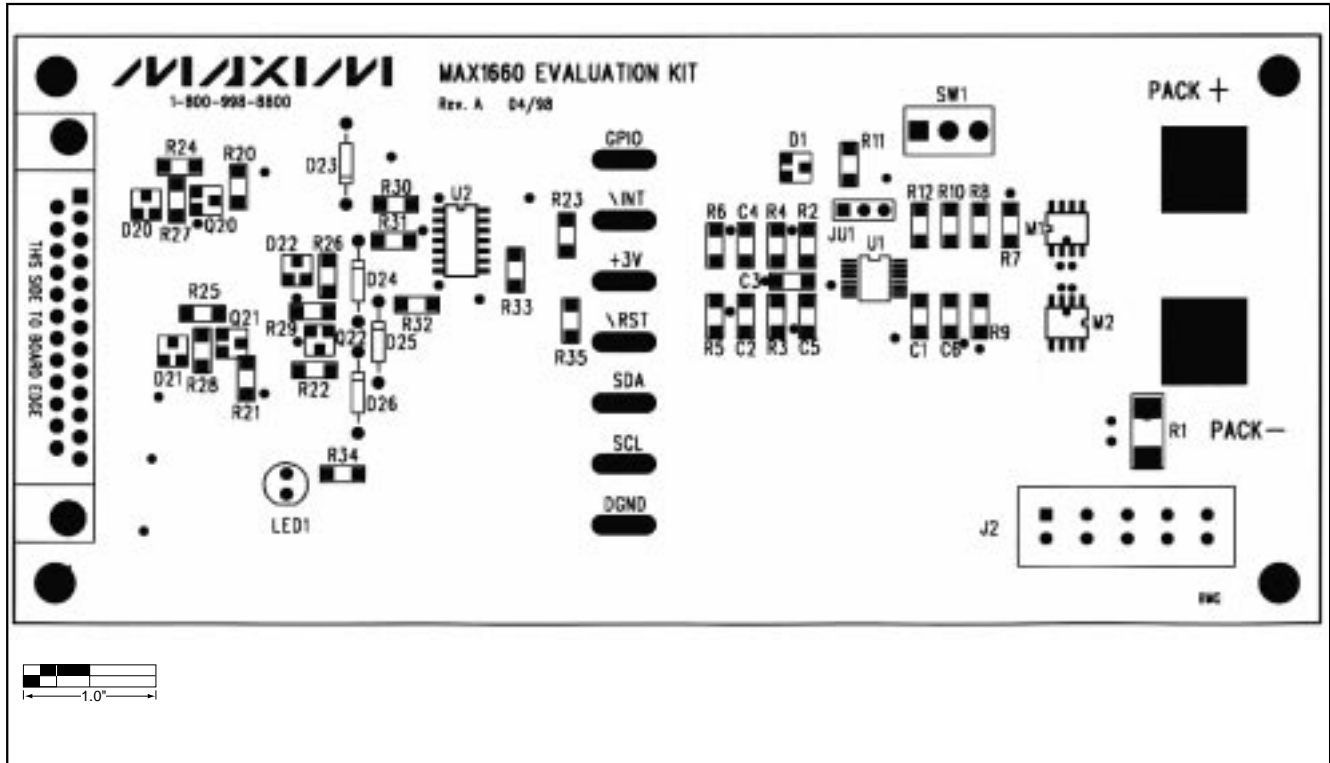 MAXIM
1-800-998-8800
MAX1660 EVALUATION KIT
Rev. A 04/98
THIS SIDE TO BOARD EDGE
R24
R20
D20
R27
Q20
D23
R30
R31
U2
D22
R26
D24
R29
Q22
D25
R32
R33
R25
Q21
D21
R28
R21
R22
D26
R34
LED1
R23
R35
GPIO
\INT
+3V
\RST
SDA
SCL
DGND
D1
R11
SW1
R6
C4
R4
R2
JU1
U1
C3
R5
C2
R3
C5
R12
R10
R8
R7
M1
C1
C6
R9
M2
PACK +
R1
PACK-
J2
1.0"